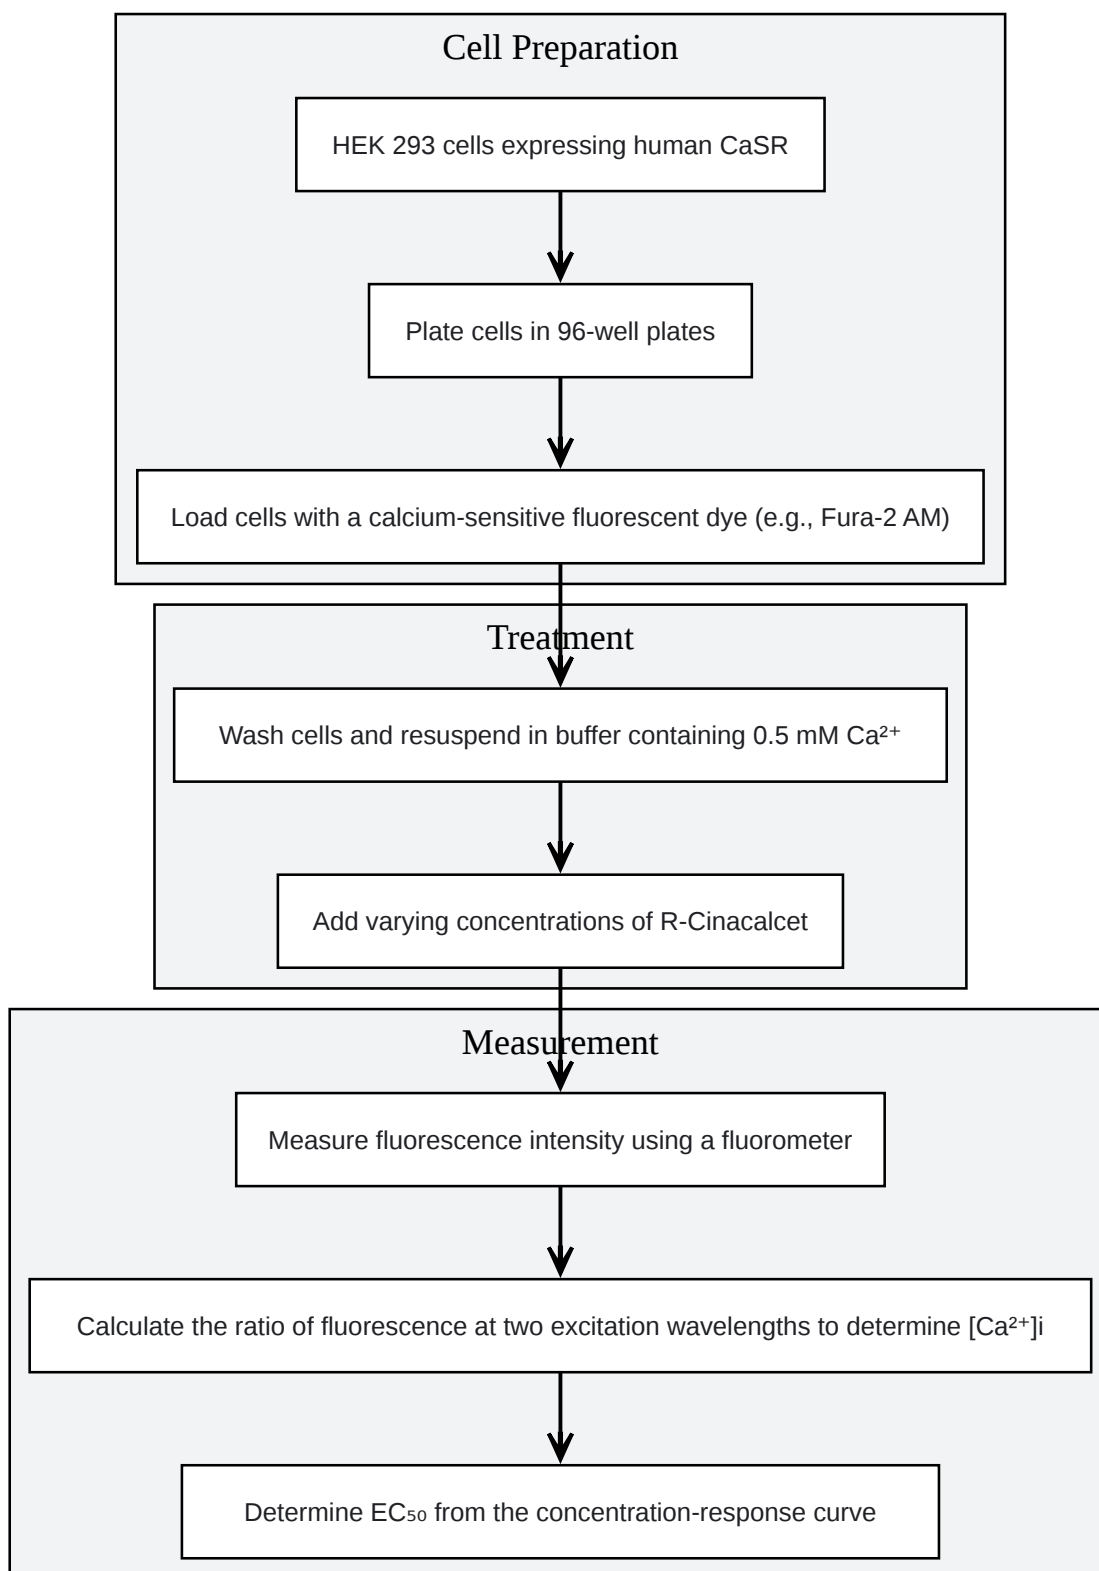 Cell Preparation
HEK 293 cells expressing human CaSR
Plate cells in 96-well plates
Load cells with a calcium-sensitive fluorescent dye (e.g., Fura-2 AM)
Treatment
Wash cells and resuspend in buffer containing 0.5 mM Ca²⁺
Add varying concentrations of R-Cinacalcet
Measurement
Measure fluorescence intensity using a fluorometer
Calculate the ratio of fluorescence at two excitation wavelengths to determine [Ca²⁺]i
Determine EC₅₀ from the concentration-response curve